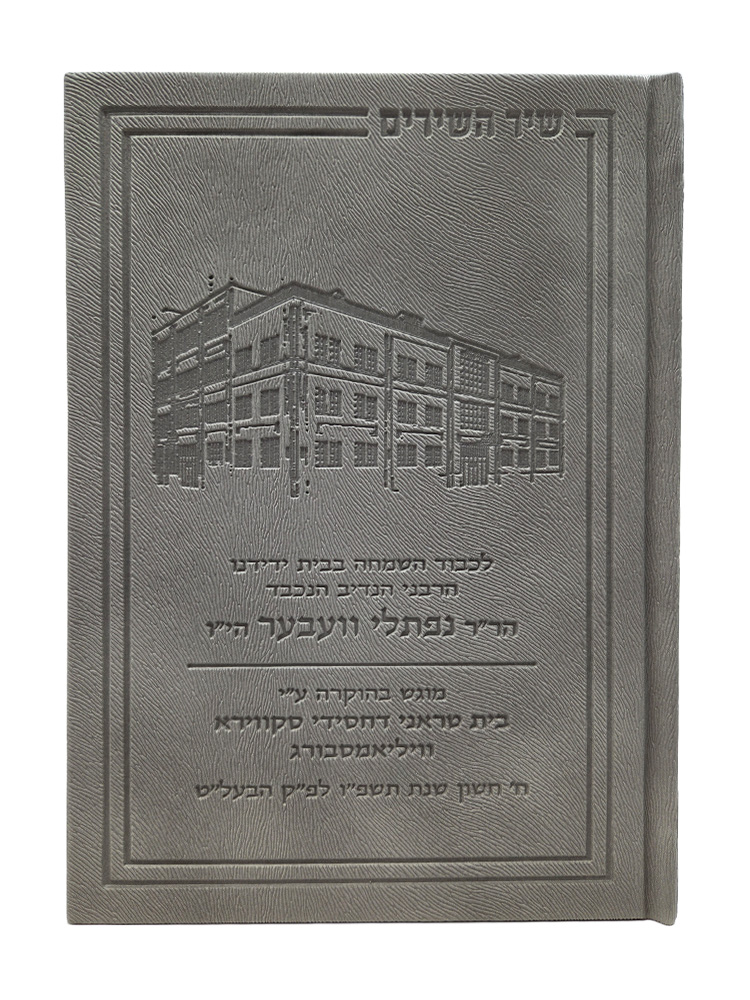 שיר השירים
לכבוד השמחה בבית ידידנו
הרבני הנדיב הנכבד
הר״ר נפתלי וועבער הי״ו
מוגש בהוקרה ע״י
בית טראני דחסידי סקווירא
וויליאמסבורג
ח׳ חשון שנת תשפ״ו לפ״ק הבעל״ט